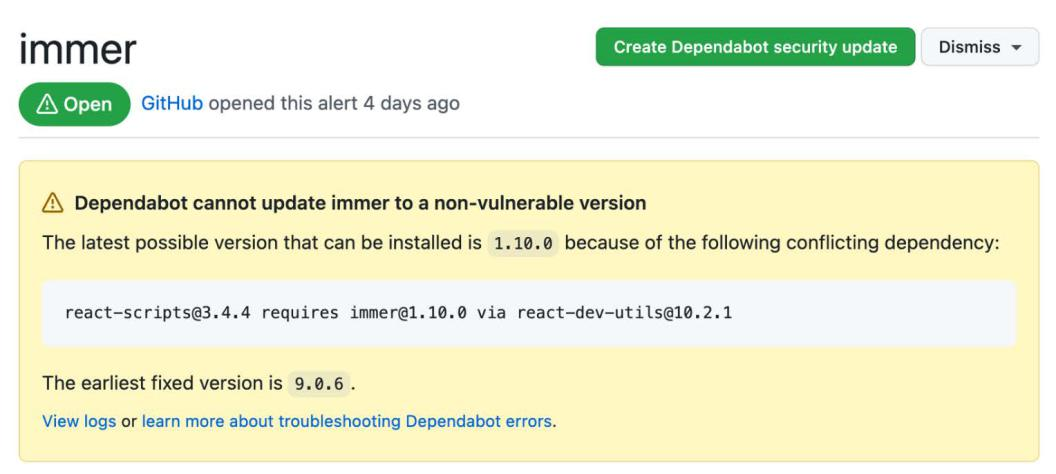 immer
Create Dependabot security update
Dismiss
Open
GitHub opened this alert 4 days ago
Dependabot cannot update immer to a non-vulnerable version
The latest possible version that can be installed is 1.10.0 because of the following conflicting dependency:
react-scripts@3.4.4 requires immer@1.10.0 via react-dev-utils@10.2.1
The earliest fixed version is 9.0.6.
View logs or learn more about troubleshooting Dependabot errors.